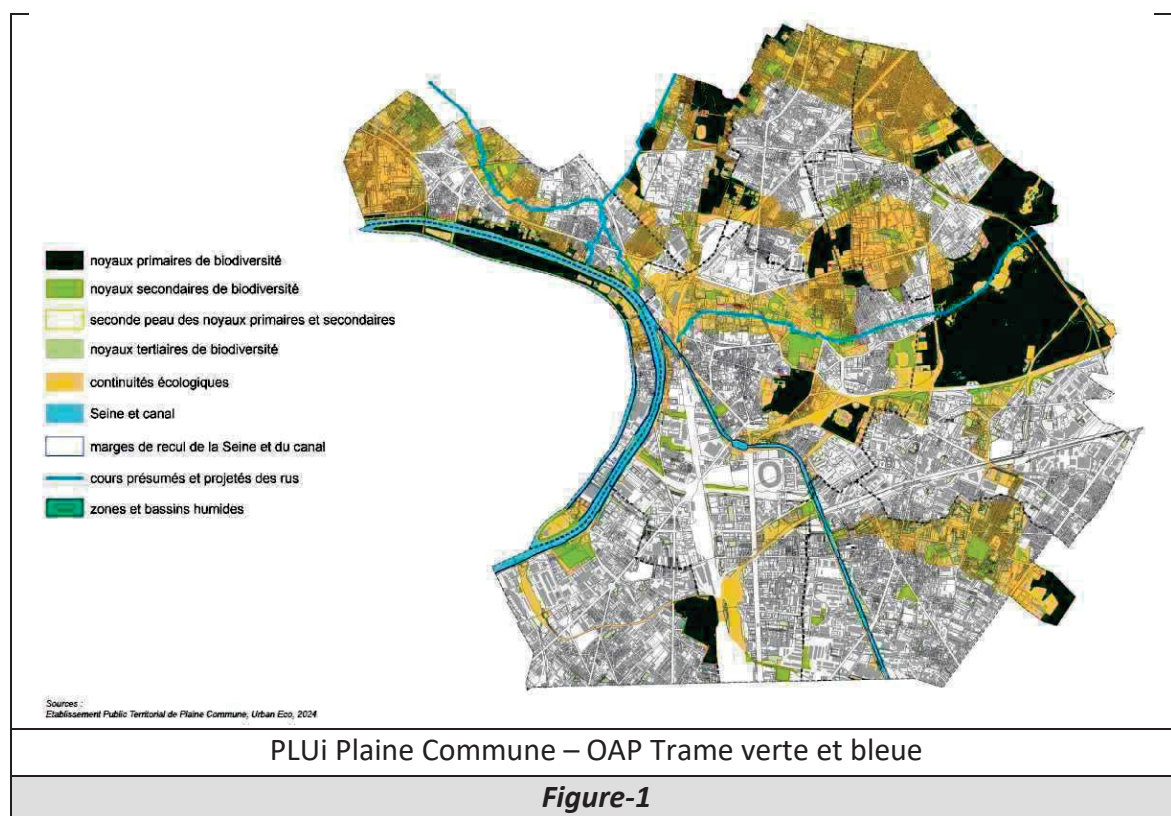 noyaux primaires de biodiversité
noyaux secondaires de biodiversité
seconde peau des noyaux primaires et secondaires
noyaux tertiaires de biodiversité
continuités écologiques
Seine et canal
marges de recul de la Seine et du canal
cours présumés et projetés des rus
zones et bassins humides
Sources :
Etablissement Public Territorial de Plaine Commune, Urban Eco, 2024
PLUi Plaine Commune – OAP Trame verte et bleue
Figure-1